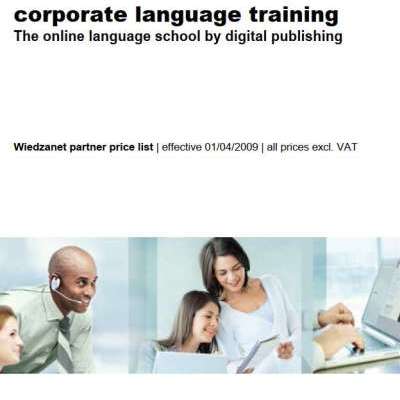 corporate language training
The online language school by digital publishing
Wiedzanet partner price list | effective 01/04/2009 | all prices excl. VAT